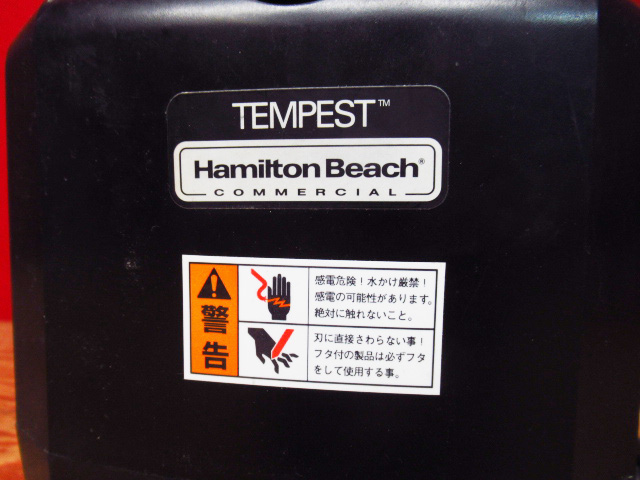 TEMPEST™
Hamilton Beach®
COMMERCIAL
警告
感電危険！水かけ厳禁！
感電の可能性があります。
絶対に触れないこと。
刃に直接さわらない事！
フタ付の製品は必ずフタ
をして使用する事。